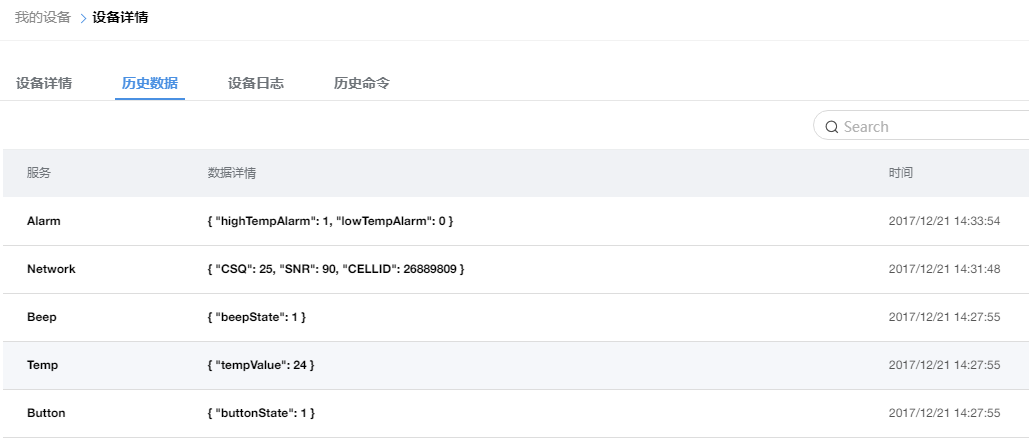 我的设备 > 设备详情
设备详情 历史数据 设备日志 历史命令
Search
服务 数据详情 时间
Alarm { "highTempAlarm": 1, "lowTempAlarm": 0 } 2017/12/21 14:33:54
Network { "CSQ": 25, "SNR": 90, "CELLID": 26889809 } 2017/12/21 14:31:48
Beep { "beepState": 1 } 2017/12/21 14:27:55
Temp { "tempValue": 24 } 2017/12/21 14:27:55
Button { "buttonState": 1 } 2017/12/21 14:27:55